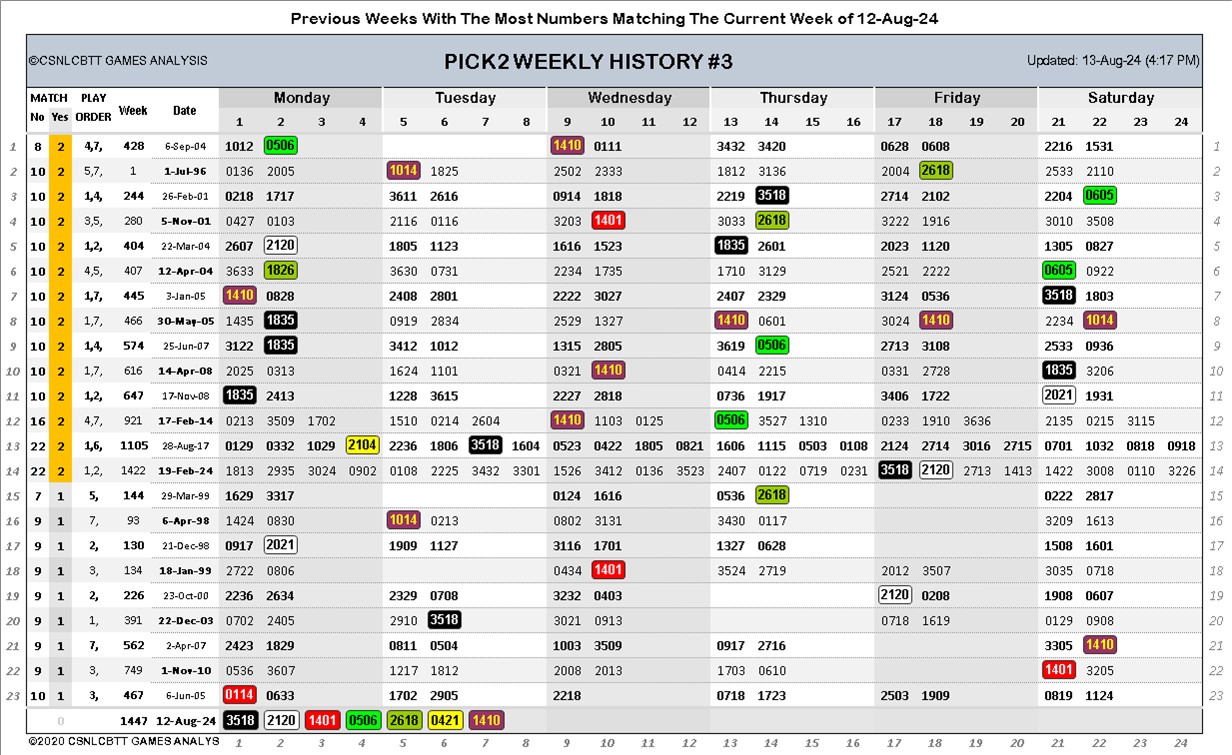 Previous Weeks With The Most Numbers Matching The Current Week of 12-Aug-24
©CSNLCBTT GAMES ANALYSIS PICK2 WEEKLY HISTORY #3 Updated: 13-Aug-24 (4:17 PM)
MATCH PLAY Week Date Monday Tuesday Wednesday Thursday Friday Saturday
No Yes ORDER 1 2 3 4 5 6 7 8 9 10 11 12 13 14 15 16 17 18 19 20 21 22 23 24
1 8 2 4,7, 428 6-Sep-04 1012 0506 1410 0111 3432 3420 0628 0608 2216 1531 1
2 10 2 5,7, 1 1-Jul-96 0136 2005 1014 1825 2502 2333 1812 3136 2004 2618 2533 2110 2
3 10 2 1,4, 244 26-Feb-01 0218 1717 3611 2616 0914 1818 2219 3518 2714 2102 2204 0605 3
4 10 2 3,5, 280 5-Nov-01 0427 0103 2116 0116 3203 1401 3033 2618 3222 1916 3010 3508 4
5 10 2 1,2, 404 22-Mar-04 2607 2120 1805 1123 1616 1523 1835 2601 2023 1120 1305 0827 5
6 10 2 4,5, 407 12-Apr-04 3633 1826 3630 0731 2234 1735 1710 3129 2521 2222 0605 0922 6
7 10 2 1,7, 445 3-Jan-05 1410 0828 2408 2801 2222 3027 2407 2329 3124 0536 3518 1803 7
8 10 2 1,7, 466 30-May-05 1435 1835 0919 2834 2529 1327 1410 0601 3024 1410 2234 1014 8
9 10 2 1,4, 574 25-Jun-07 3122 1835 3412 1012 1315 2805 3619 0506 2713 3108 2533 0936 9
10 10 2 1,7, 616 14-Apr-08 2025 0313 1624 1101 0321 1410 0414 2215 0331 2728 1835 3206 10
11 10 2 1,2, 647 17-Nov-08 1835 2413 1228 3615 2227 2818 0736 1917 3406 1722 2021 1931 11
12 16 2 4,7, 921 17-Feb-14 0213 3509 1702 1510 0214 2604 1410 1103 0125 0506 3527 1310 1233 1910 3636 2135 0215 3115 12
13 22 2 1,6, 1105 28-Aug-17 0129 0332 1029 2104 2236 1806 3518 1604 0523 0422 1805 0821 1606 1115 0503 0108 2124 2714 3016 2715 0701 1032 0818 0918 13
14 22 2 1,2, 1422 19-Feb-24 1813 2935 3024 0902 0108 2225 3432 3301 1526 3412 0136 3523 2407 0122 0719 0231 3518 2120 2713 1413 1422 3008 0110 3226 14
15 7 1 5, 144 29-Mar-99 1629 3317 0124 1616 0536 2618 0222 2817 15
16 9 1 7, 93 6-Apr-98 1424 0830 1014 0213 0802 3131 3430 0117 3209 1613 16
17 9 1 2, 130 21-Dec-98 0917 2021 1909 1127 3116 1701 1327 0628 1508 1601 17
18 9 1 3, 134 18-Jan-99 2722 0806 0434 1401 3524 2719 2012 3507 3035 0718 18
19 9 1 2, 226 23-Oct-00 2236 2634 2329 0708 3232 0403 2120 0208 1908 0607 19
20 9 1 1, 391 22-Dec-03 0702 2405 2910 3518 3021 0913 0718 1619 0129 0908 20
21 9 1 7, 562 2-Apr-07 2423 1829 0811 0504 1003 3509 0917 2716 3305 1410 21
22 9 1 3, 749 1-Nov-10 0536 3607 1217 1812 2008 2013 1703 0610 1401 3205 22
23 10 1 3, 467 6-Jun-05 0114 0633 1702 2905 2218 0718 1723 2503 1909 0819 1124 23
0 1447 12-Aug-24 3518 2120 1401 0506 2618 0421 1410
©2020 CSNLCBTT GAMES ANALYS 1 2 3 4 5 6 7 8 9 10 11 12 13 14 15 16 17 18 19 20 21 22 23 24